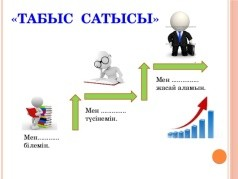 «ТАБЫС САТЫСЫ»
Мен ..............
жасай аламын.
Мен .............
түсінемін.
Мен...........
білемін.